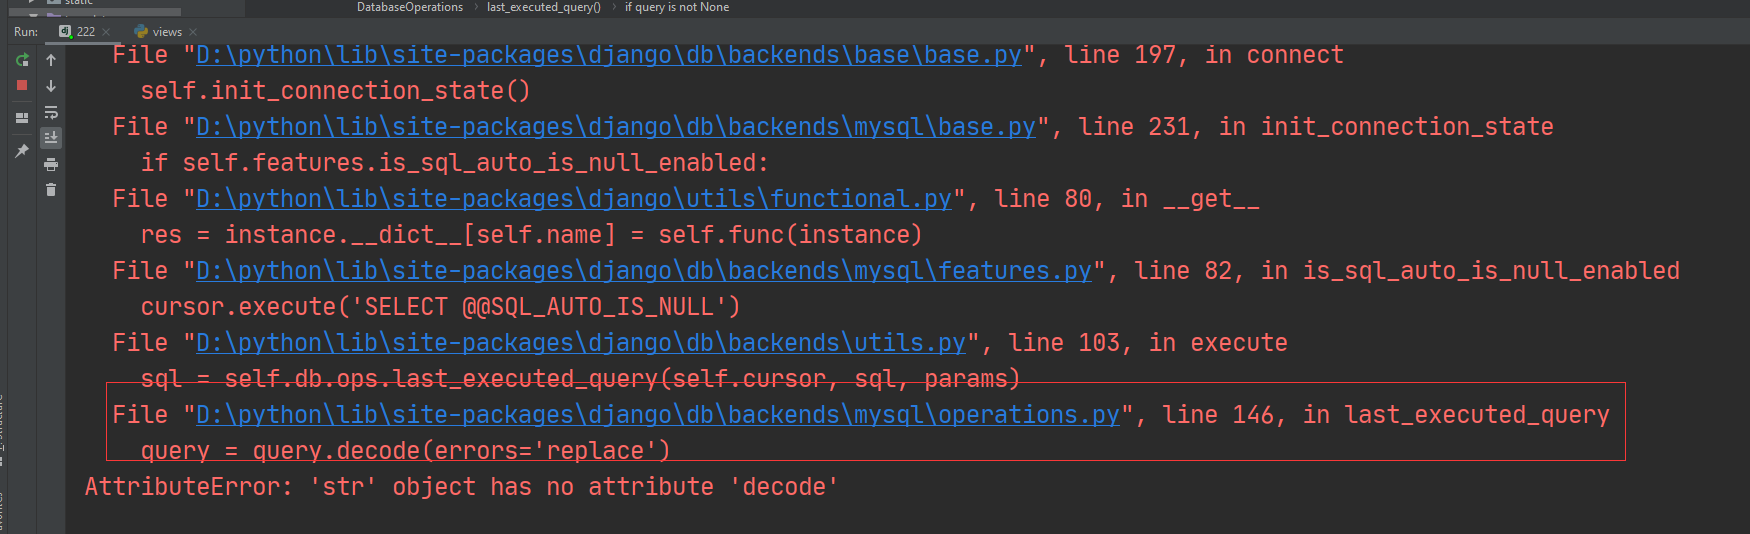 static
DatabaseOperations › last_executed_query() › if query is not None
Run: 222 × views ×
File "D:\python\lib\site-packages\django\db\backends\base\base.py", line 197, in connect
self.init_connection_state()
File "D:\python\lib\site-packages\django\db\backends\mysql\base.py", line 231, in init_connection_state
if self.features.is_sql_auto_is_null_enabled:
File "D:\python\lib\site-packages\django\utils\functional.py", line 80, in __get__
res = instance.__dict__[self.name] = self.func(instance)
File "D:\python\lib\site-packages\django\db\backends\mysql\features.py", line 82, in is_sql_auto_is_null_enabled
cursor.execute('SELECT @@SQL_AUTO_IS_NULL')
File "D:\python\lib\site-packages\django\db\backends\utils.py", line 103, in execute
sql = self.db.ops.last_executed_query(self.cursor, sql, params)
File "D:\python\lib\site-packages\django\db\backends\mysql\operations.py", line 146, in last_executed_query
query = query.decode(errors='replace')
AttributeError: 'str' object has no attribute 'decode'